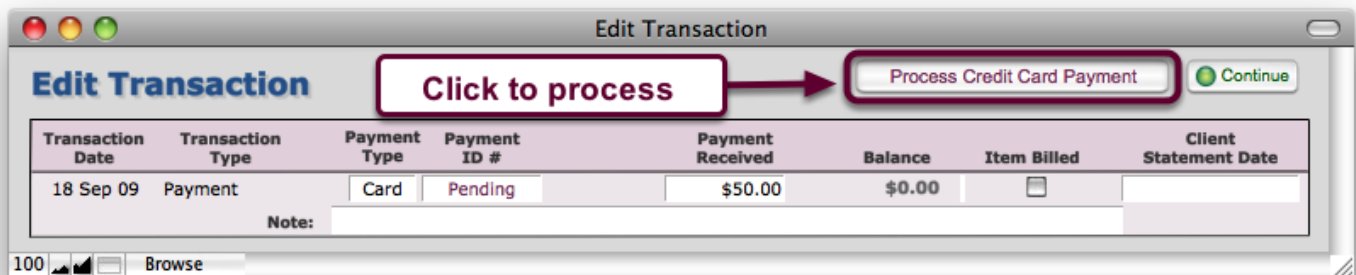 Edit Transaction
Edit Transaction
Click to process
Process Credit Card Payment
Continue
Transaction Date
Transaction Type
Payment Type
Payment ID #
Payment Received
Balance
Item Billed
Client Statement Date
18 Sep 09 Payment Card Pending $50.00 $0.00
Note:
100 Browse